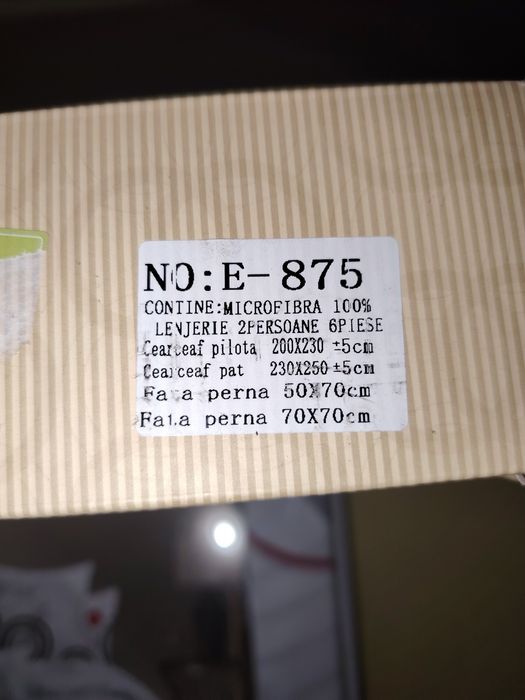 NO:E-875
CONTINE:MICROFIBRA 100%
LENJERIE 2PERSOANE 6PIESE
Cearceaf pilota 200X230 ±5cm
Cearceaf pat 230X250 ±5cm
Fata perna 50X70cm
Fata perna 70X70cm